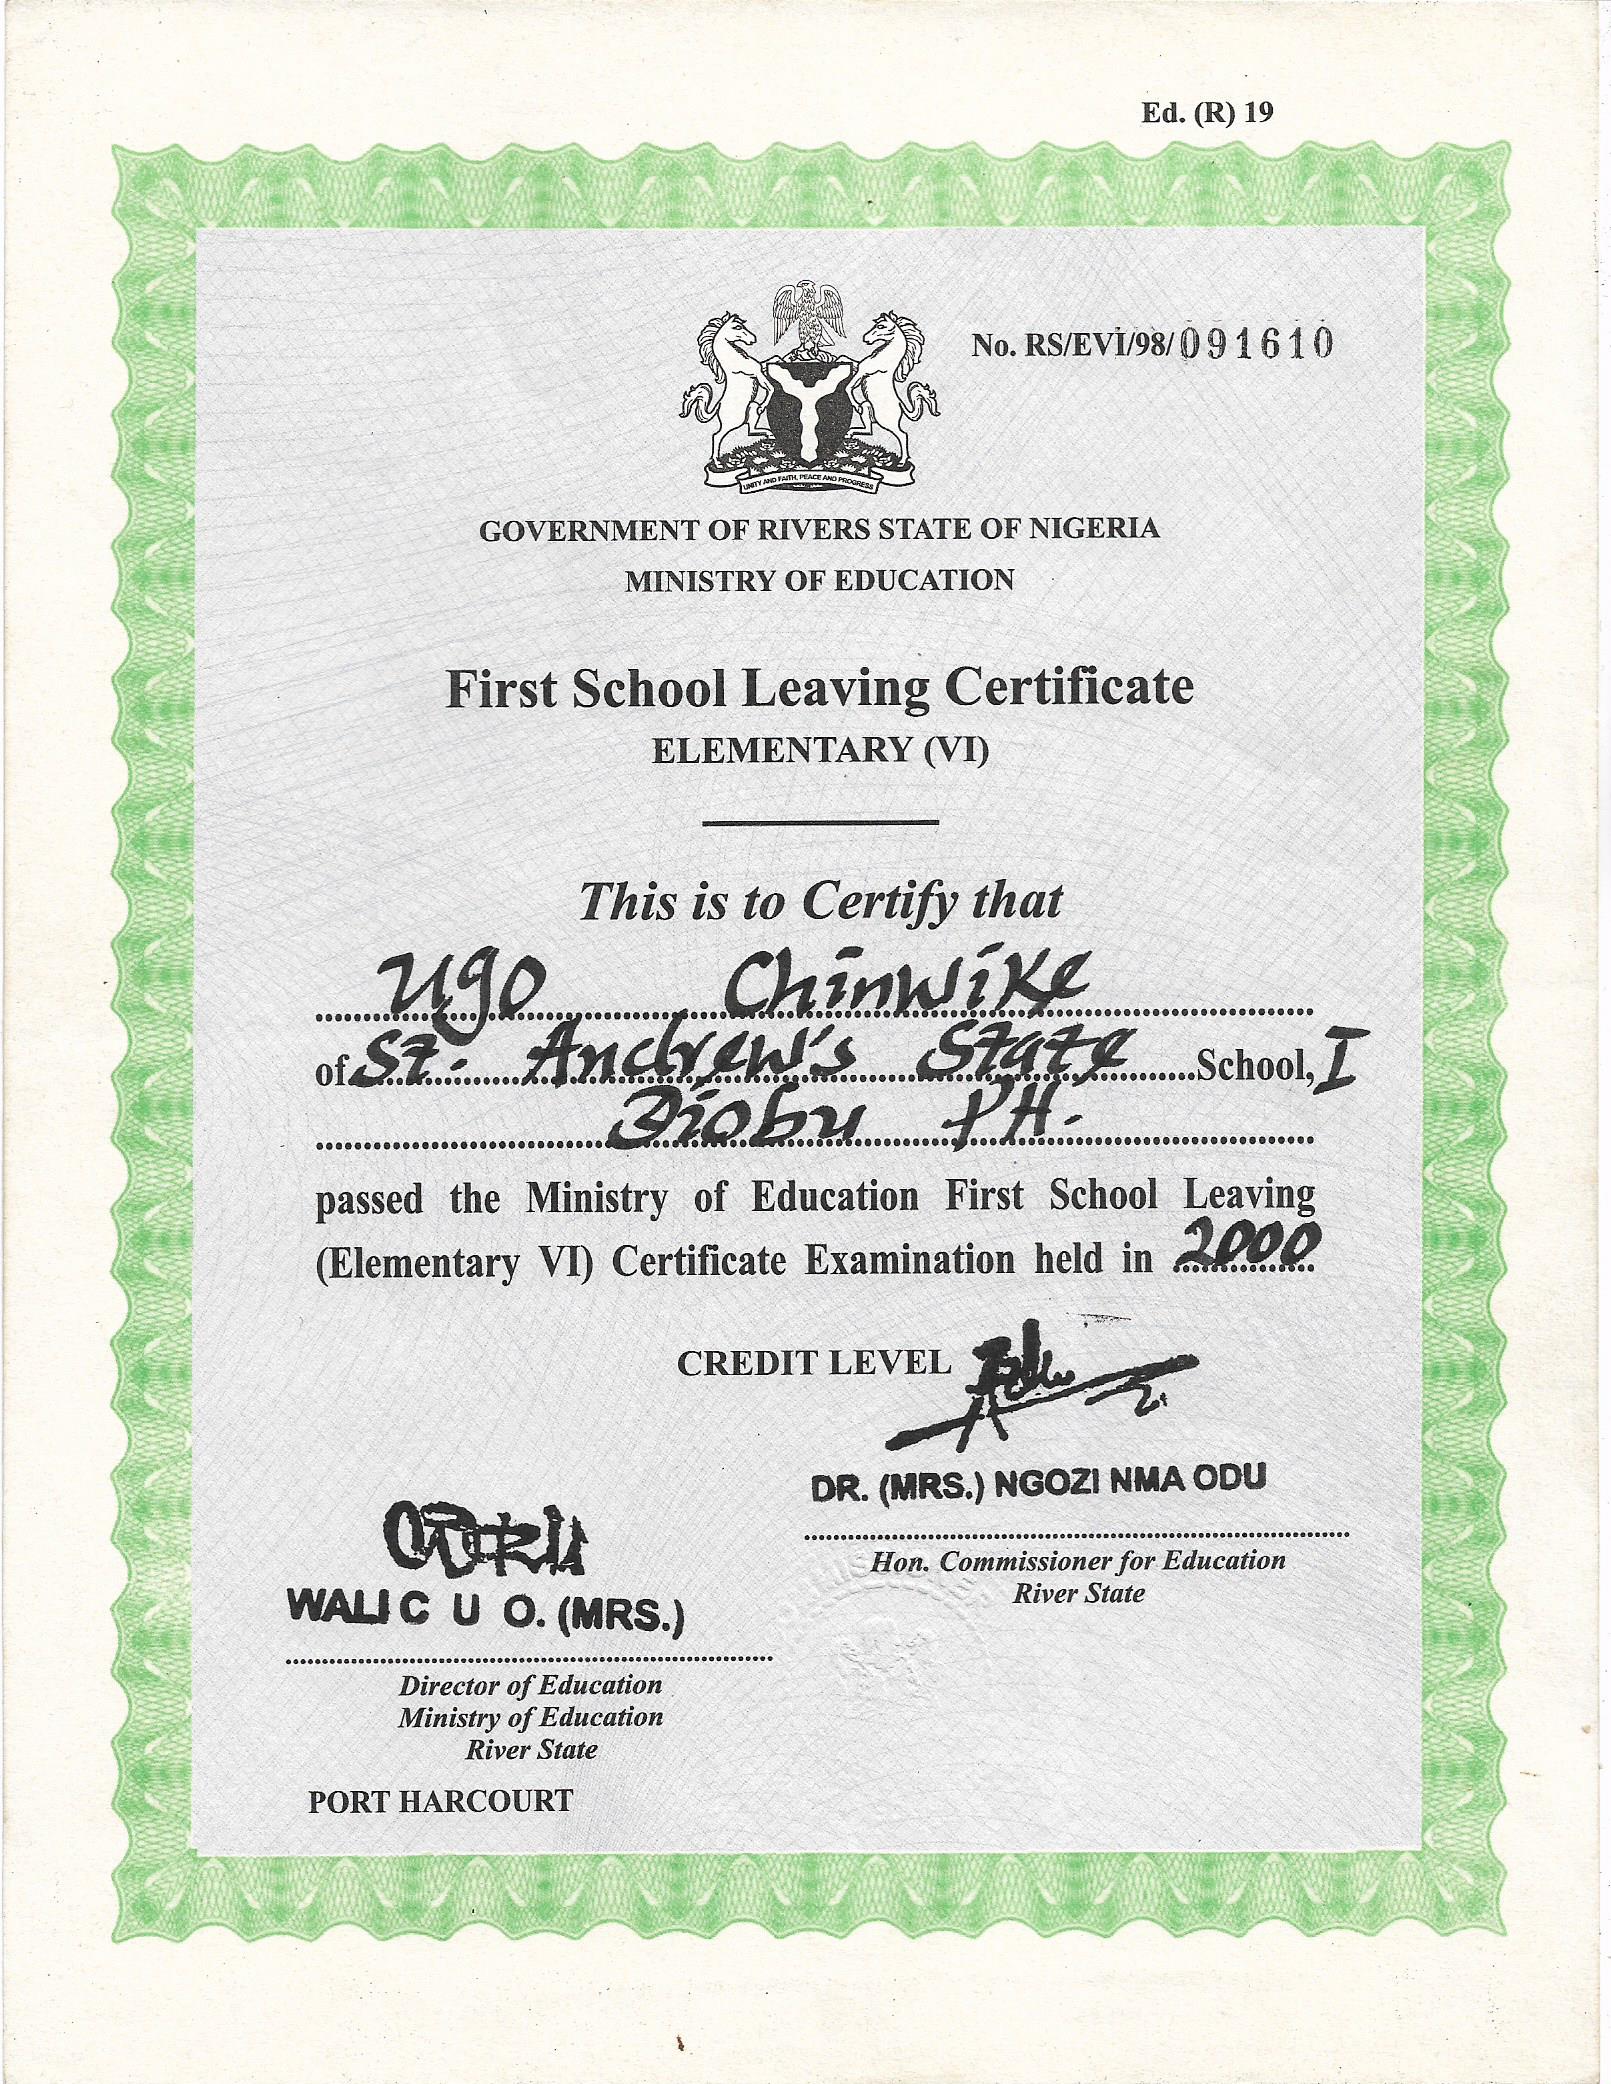 Ed. (R) 19
No. RS/EVI/98/091610
UNITY AND FAITH, PEACE AND PROGRESS
GOVERNMENT OF RIVERS STATE OF NIGERIA
MINISTRY OF EDUCATION
First School Leaving Certificate
ELEMENTARY (VI)
This is to Certify that
Ugo Chinwike
of St. Andrew's State School, I
Diobu PH.
passed the Ministry of Education First School Leaving
(Elementary VI) Certificate Examination held in 2000
CREDIT LEVEL
DR. (MRS.) NGOZI NMA ODU
Hon. Commissioner for Education
River State
WALI C U O. (MRS.)
Director of Education
Ministry of Education
River State
PORT HARCOURT